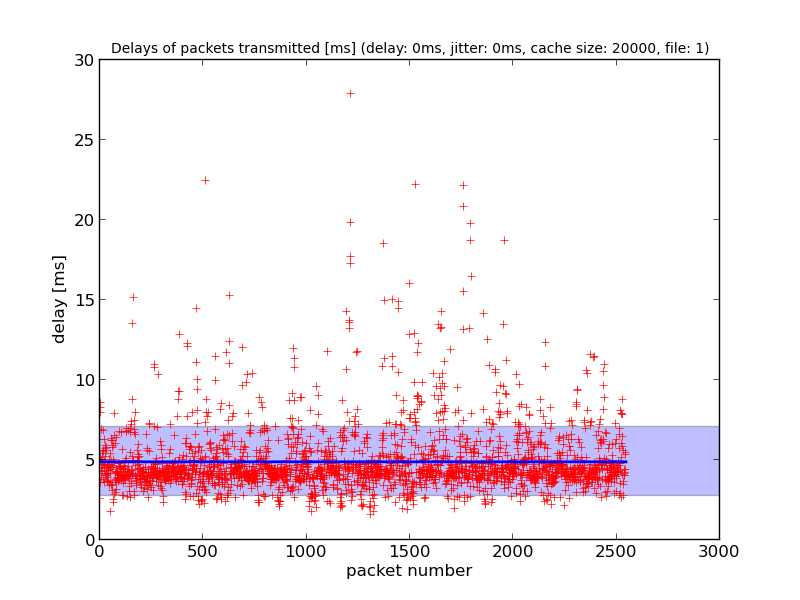 Delays of packets transmitted [ms] (delay: 0ms, jitter: 0ms, cache size: 20000, file: 1)
30
25
20
15
10
5
0
delay [ms]
0 500 1000 1500 2000 2500 3000
packet number